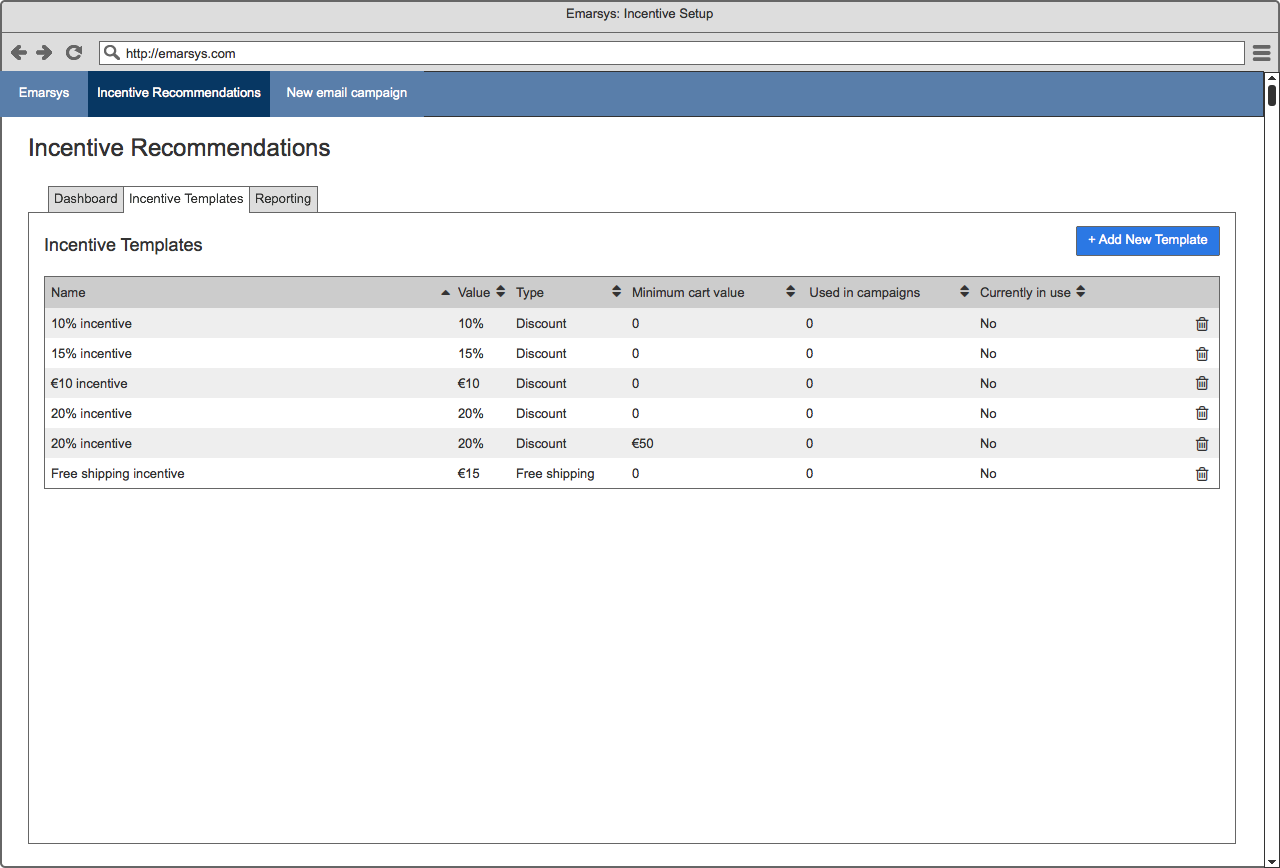 Emarsys: Incentive Setup
http://emarsys.com
Emarsys Incentive Recommendations New email campaign
Incentive Recommendations
Dashboard Incentive Templates Reporting
Incentive Templates + Add New Template
Name Value Type Minimum cart value Used in campaigns Currently in use
10% incentive 10% Discount 0 0 No
15% incentive 15% Discount 0 0 No
€10 incentive €10 Discount 0 0 No
20% incentive 20% Discount 0 0 No
20% incentive 20% Discount €50 0 No
Free shipping incentive €15 Free shipping 0 0 No